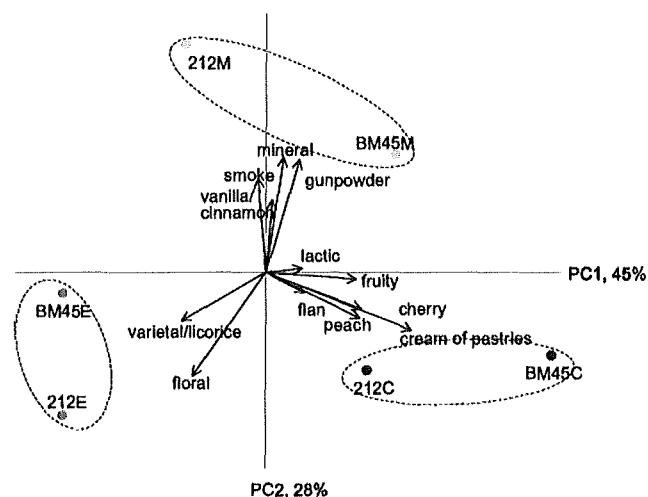 212M
BM45M
mineral
smoke
gunpowder
vanilla/
cinnamon
lactic
PC1, 45%
fruity
BM45E
flan
cherry
varietal/licorice
peach
cream of pastries
floral
212C
BM45C
212E
PC2, 28%